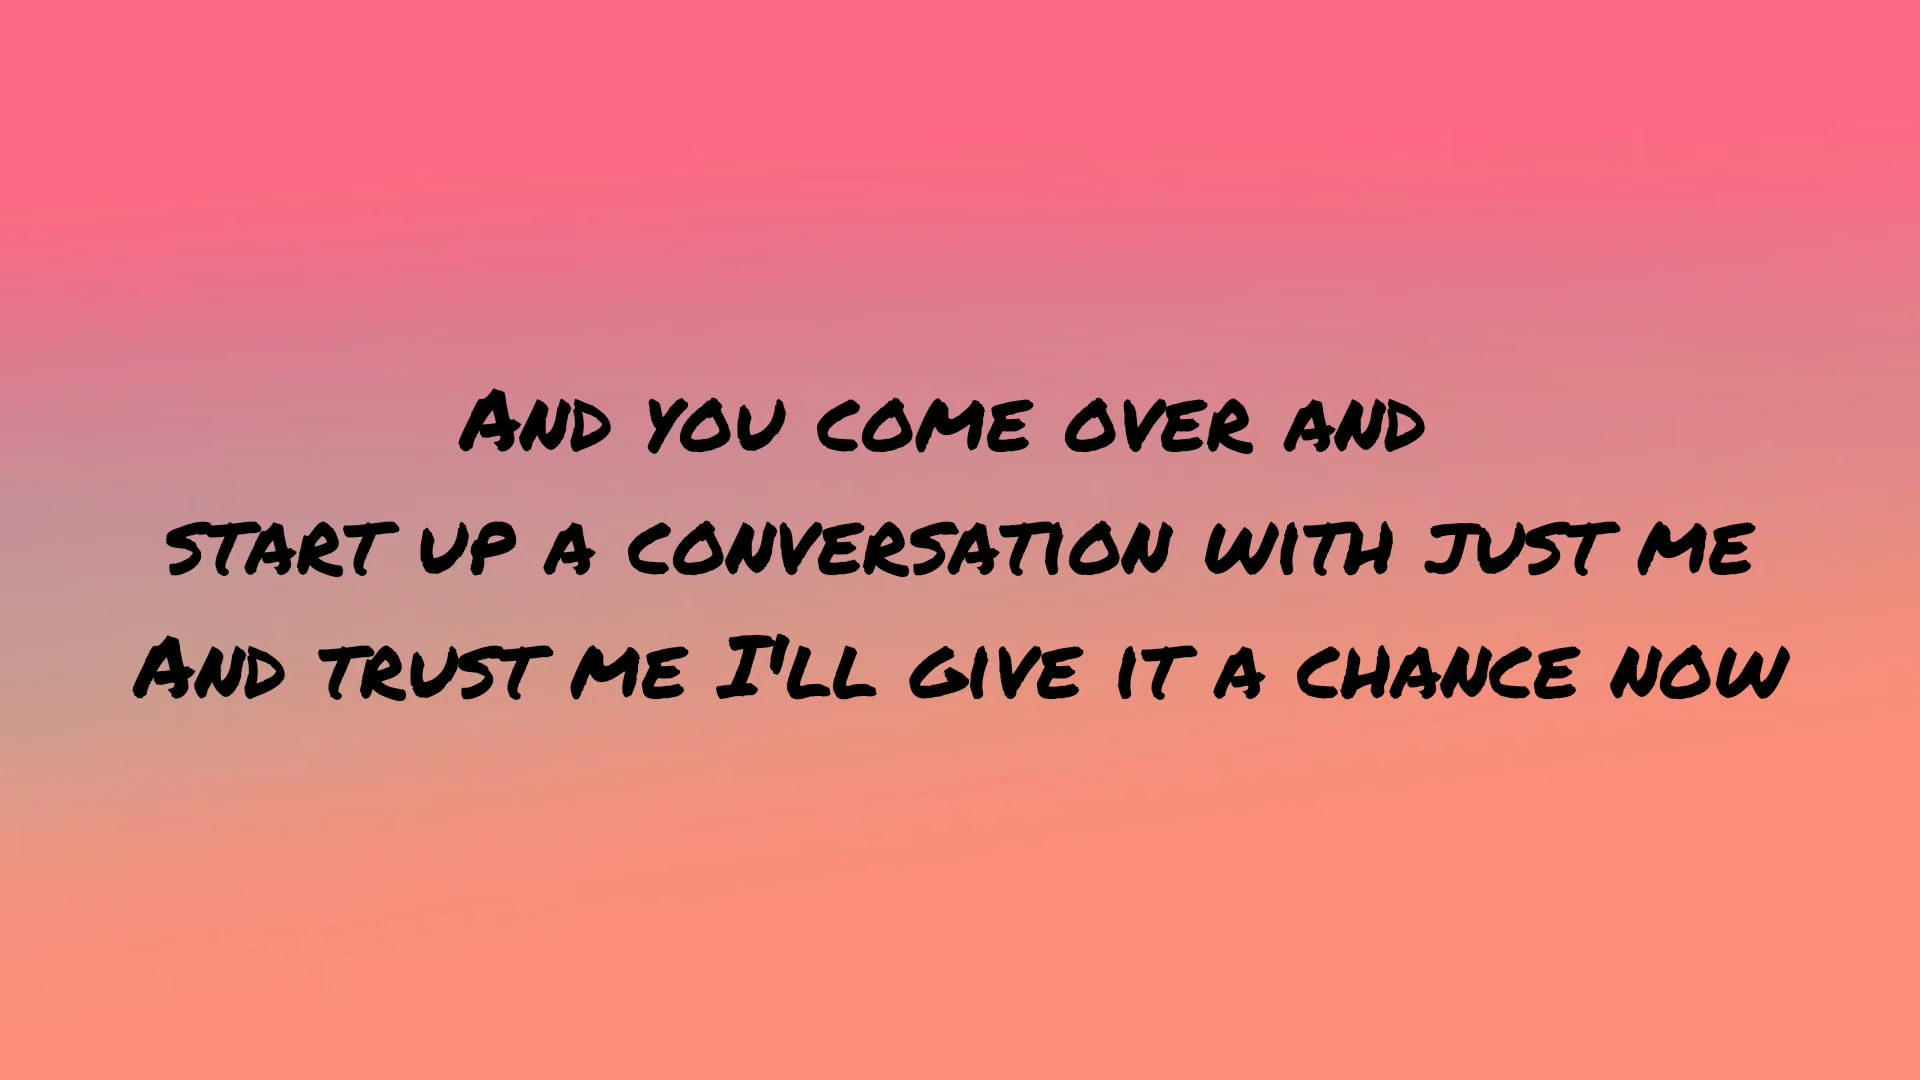 And you come over and
start up a conversation with just me
And trust me I'll give it a chance now